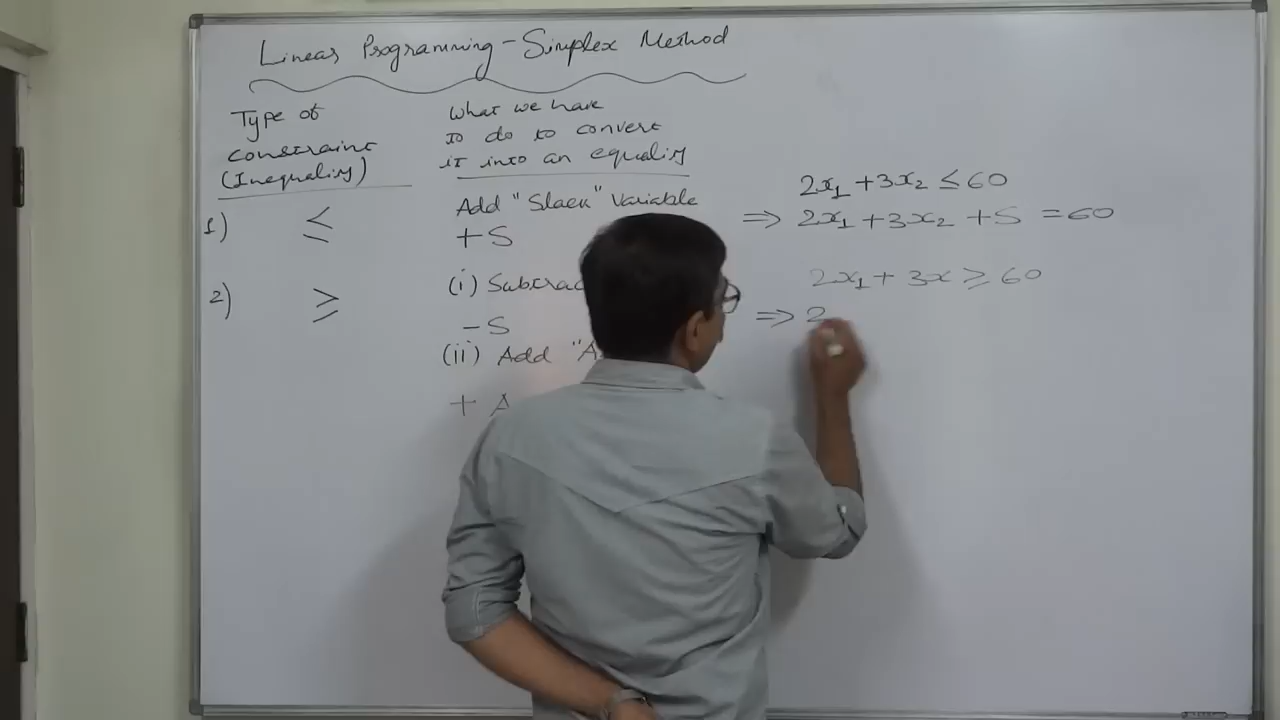 Linear Programming - Simplex Method
Type of
constraint
(Inequality)
What we have
to do to convert
it into an equality
1) ≤
Add "Slack" Variable
+S
2x₁ + 3x₂ ≤ 60
⇒ 2x₁ + 3x₂ + S = 60
2) ≥
(i) Subtrac
-S
(ii) Add "A
+ A
2x₁ + 3x ≥ 60
⇒ 2